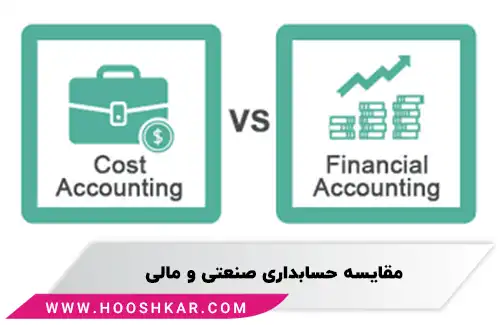 Cost
Accounting
VS
Financial
Accounting
$
مقایسه حسابداری صنعتی و مالی
WWW.HOOSHKAR.COM